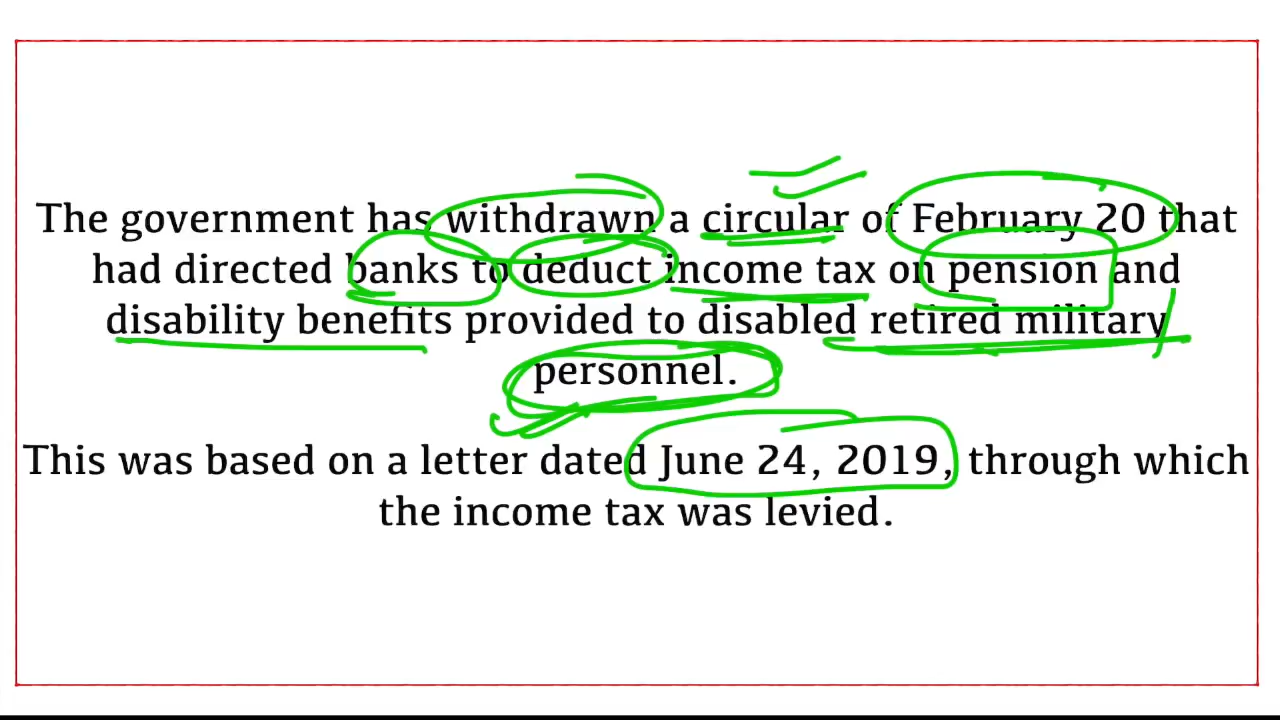 The government has withdrawn a circular of February 20 that
had directed banks to deduct income tax on pension and
disability benefits provided to disabled retired military
personnel.
This was based on a letter dated June 24, 2019, through which
the income tax was levied.